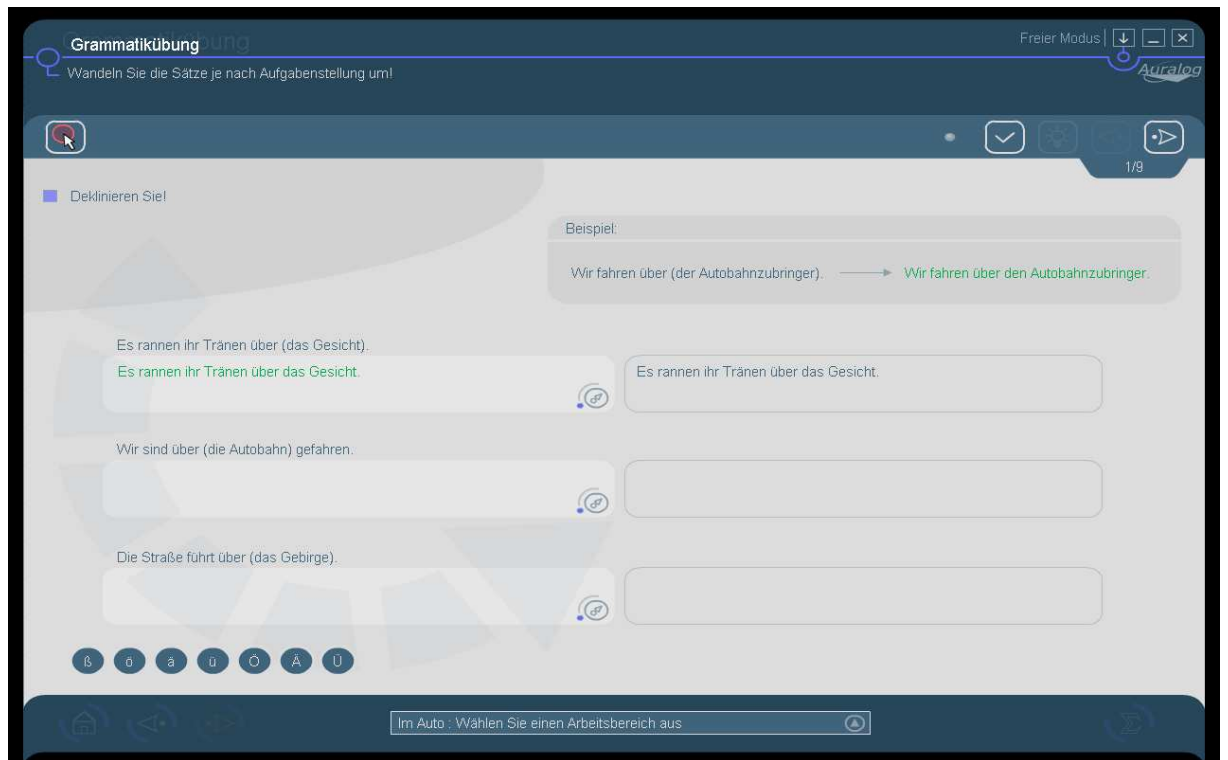 Grammatikübung
Freier Modus
Wandeln Sie die Sätze je nach Aufgabenstellung um!
Auralog
1/9
Deklinieren Sie!
Beispiel:
Wir fahren über (der Autobahnzubringer). Wir fahren über den Autobahnzubringer.
Es rannen ihr Tränen über (das Gesicht).
Es rannen ihr Tränen über das Gesicht. Es rannen ihr Tränen über das Gesicht.
Wir sind über (die Autobahn) gefahren.
Die Straße führt über (das Gebirge).
ß ö ä ü Ö Ä Ü
Im Auto : Wählen Sie einen Arbeitsbereich aus